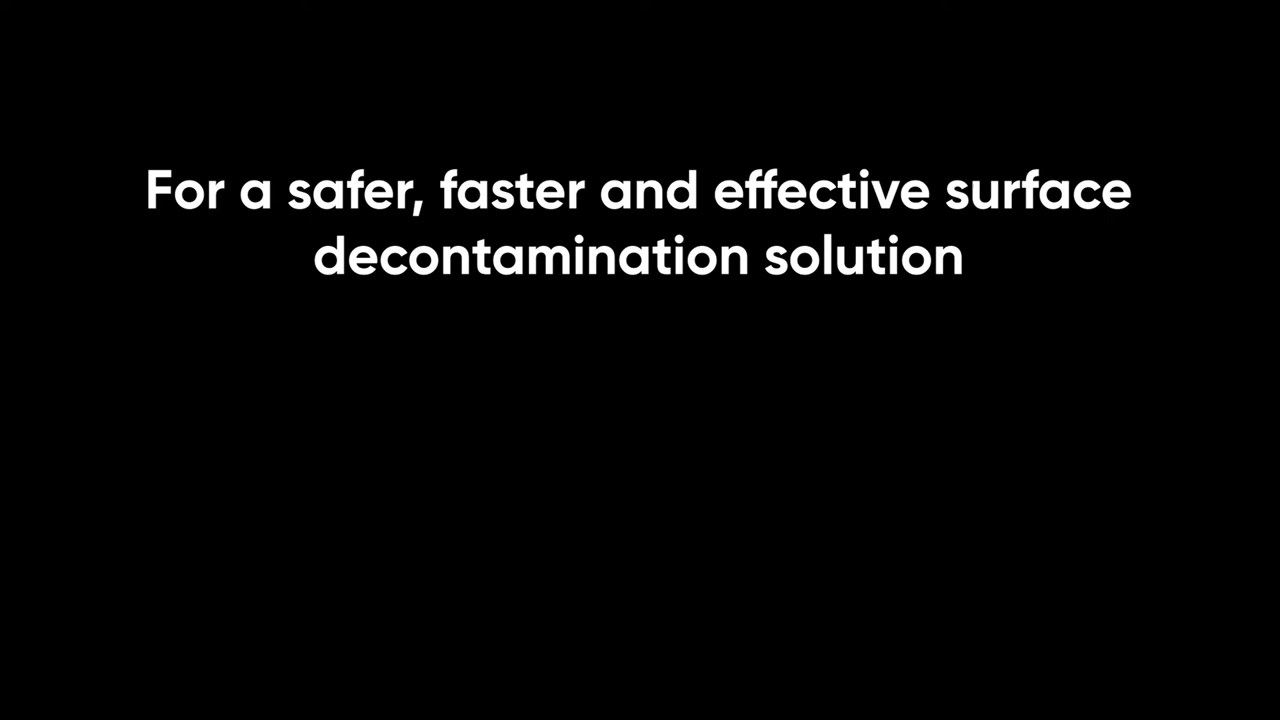 For a safer, faster and effective surface
decontamination solution